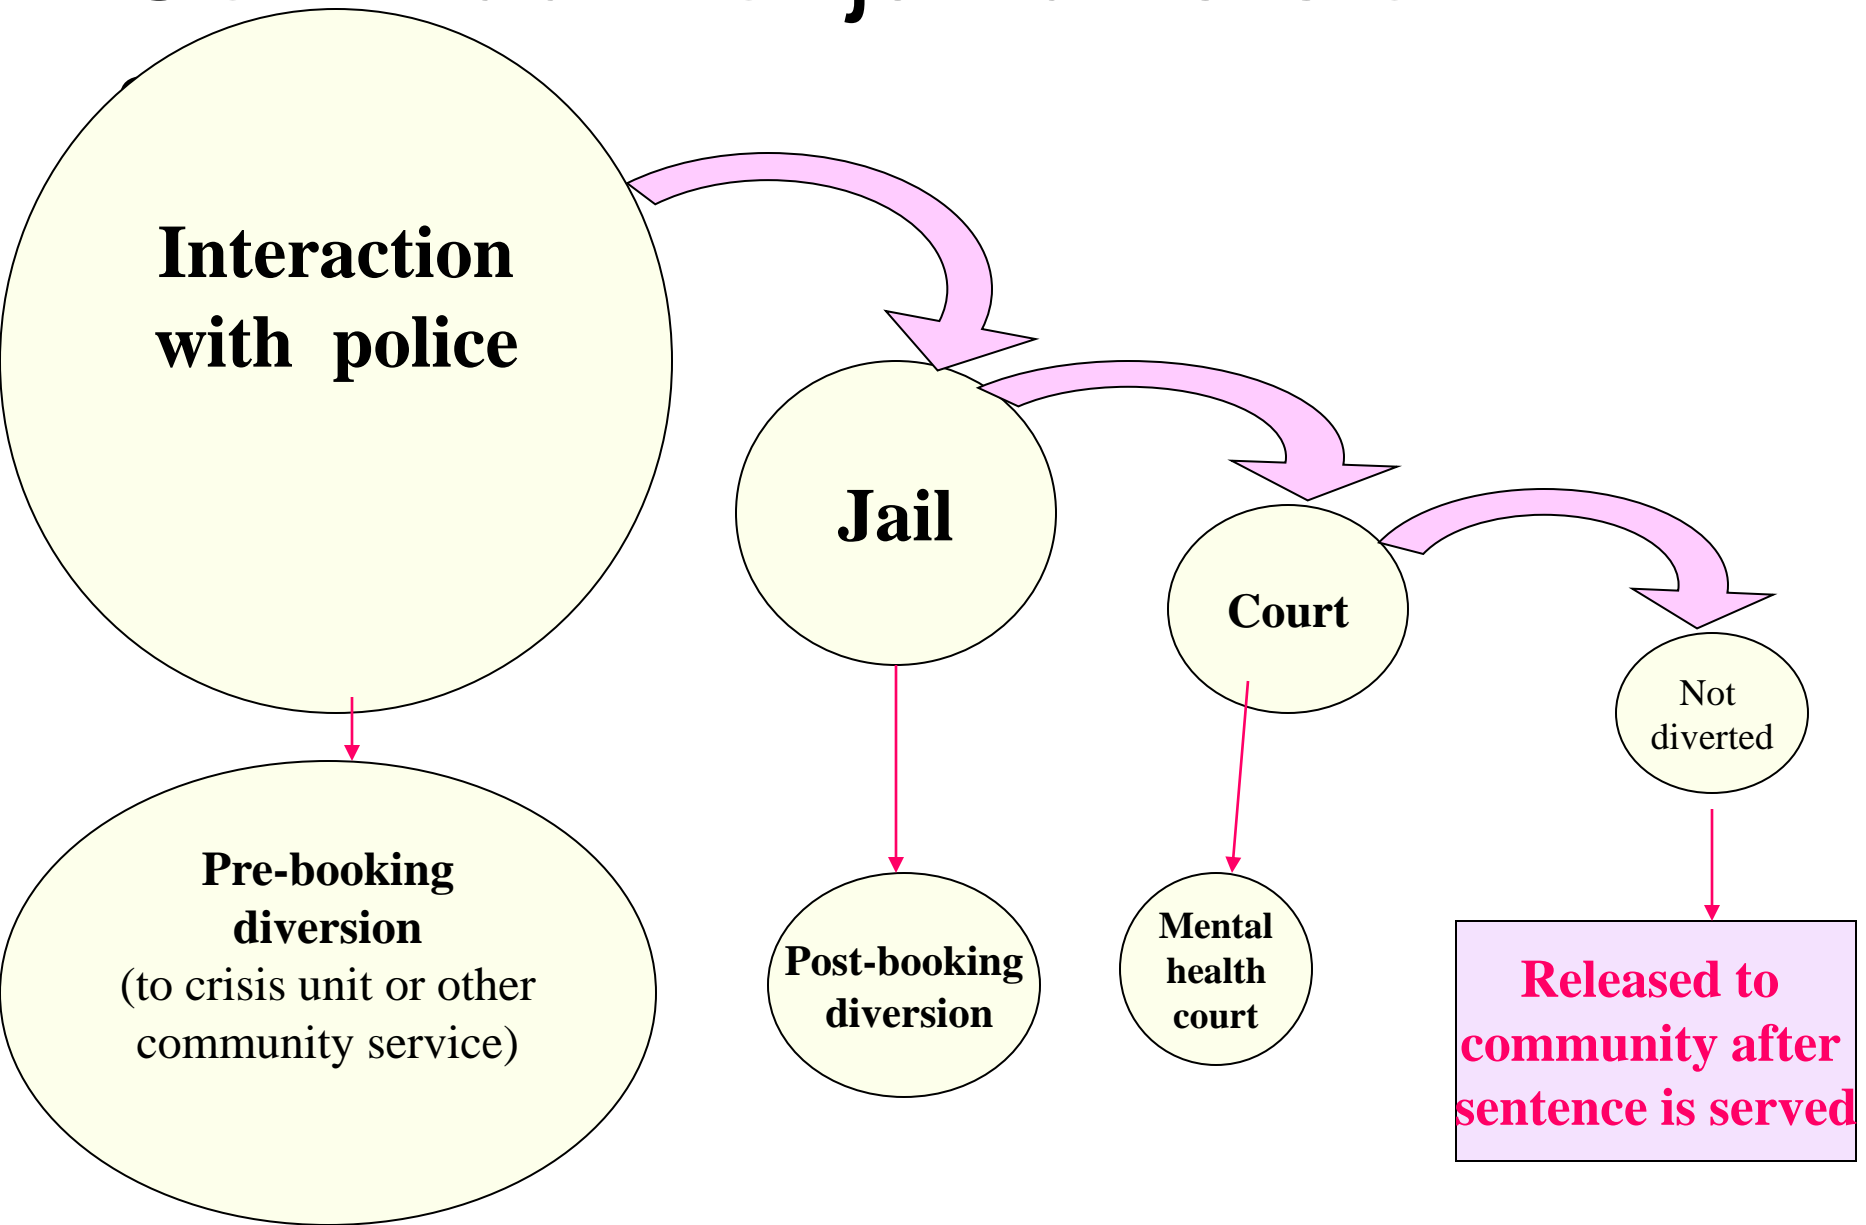 Interaction
with police
Jail
Court
Not
diverted
Pre-booking
diversion
(to crisis unit or other
community service)
Post-booking
diversion
Mental
health
court
Released to
community after
sentence is served